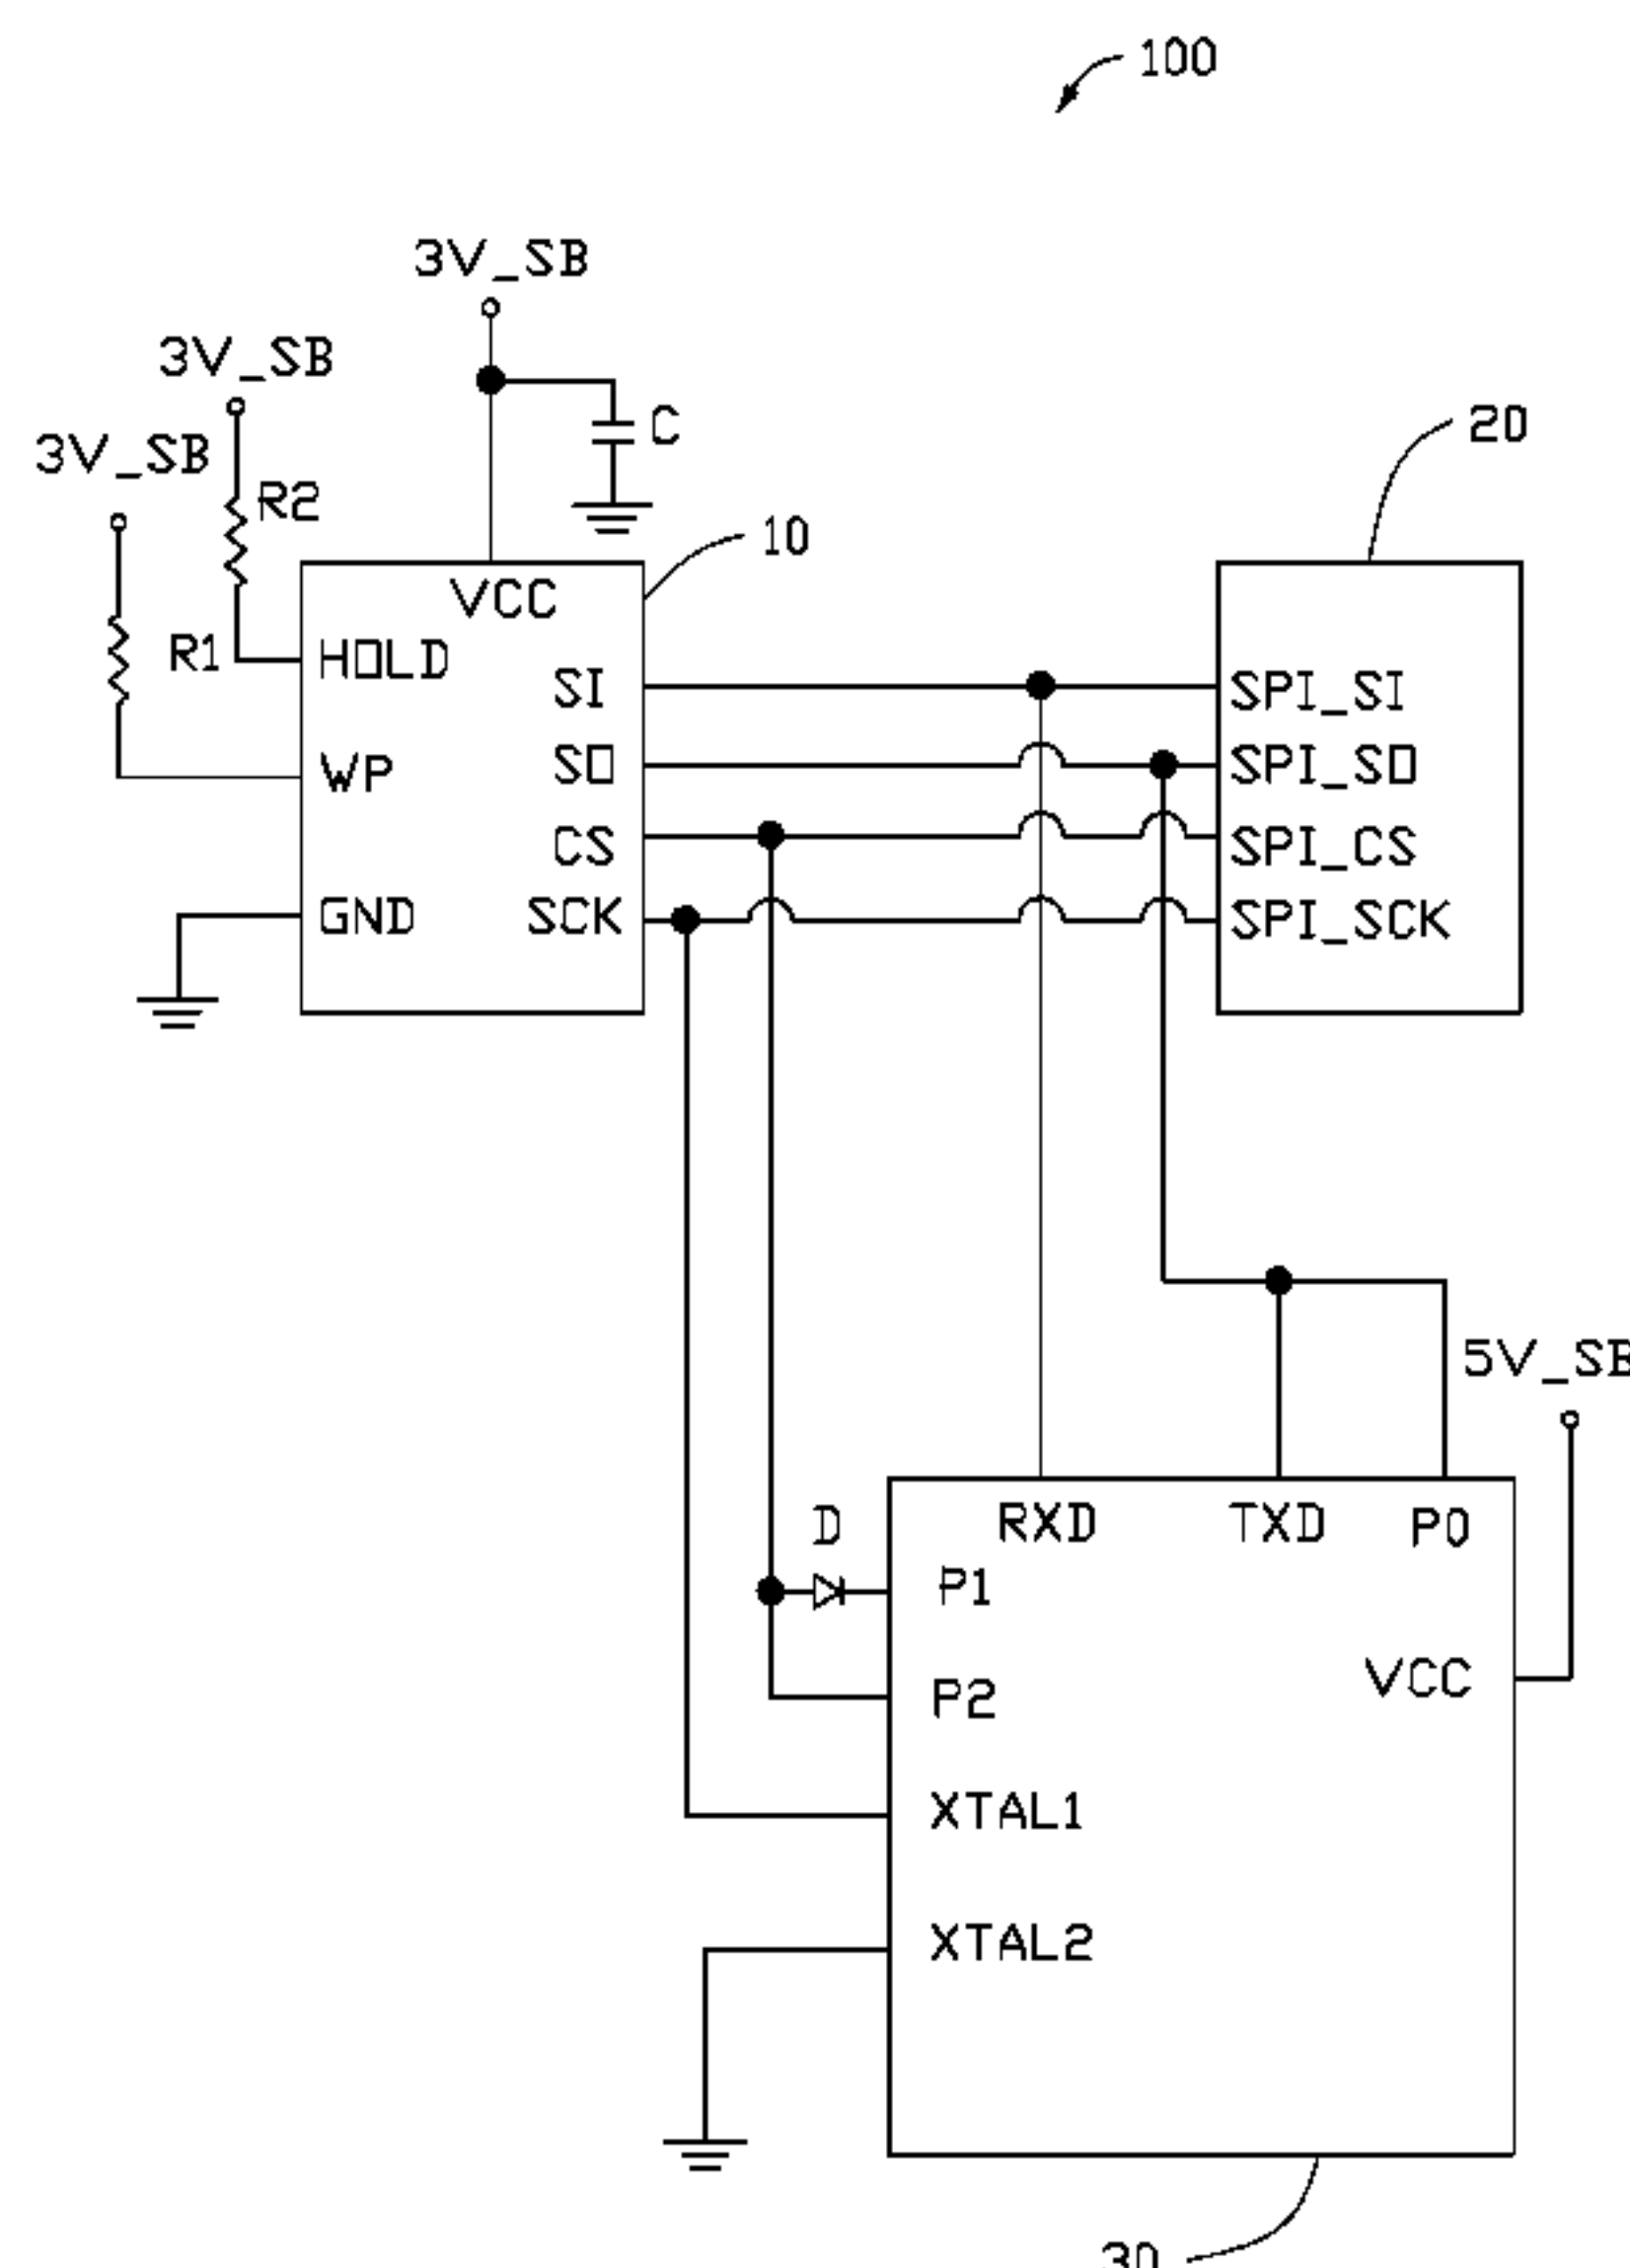 100
3V_SB
3V_SB
3V_SB
C
20
R2
10
VCC
R1
HOLD
SI
SPI_SI
WP
SO
SPI_SO
CS
SPI_CS
GND
SCK
SPI_SCK
5V_SB
D
RXD
TXD
P0
P1
VCC
P2
XTAL1
XTAL2
30